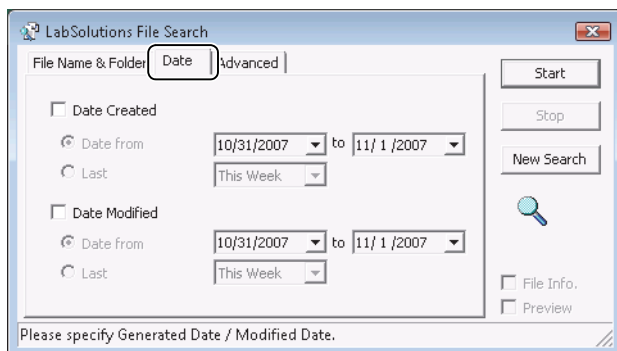 LabSolutions File Search
File Name & Folder Date Advanced
Start
Date Created
Stop
Date from 10/31/2007 to 11/ 1 /2007
Last This Week
New Search
Date Modified
Date from 10/31/2007 to 11/ 1 /2007
Last This Week
File Info.
Preview
Please specify Generated Date / Modified Date.